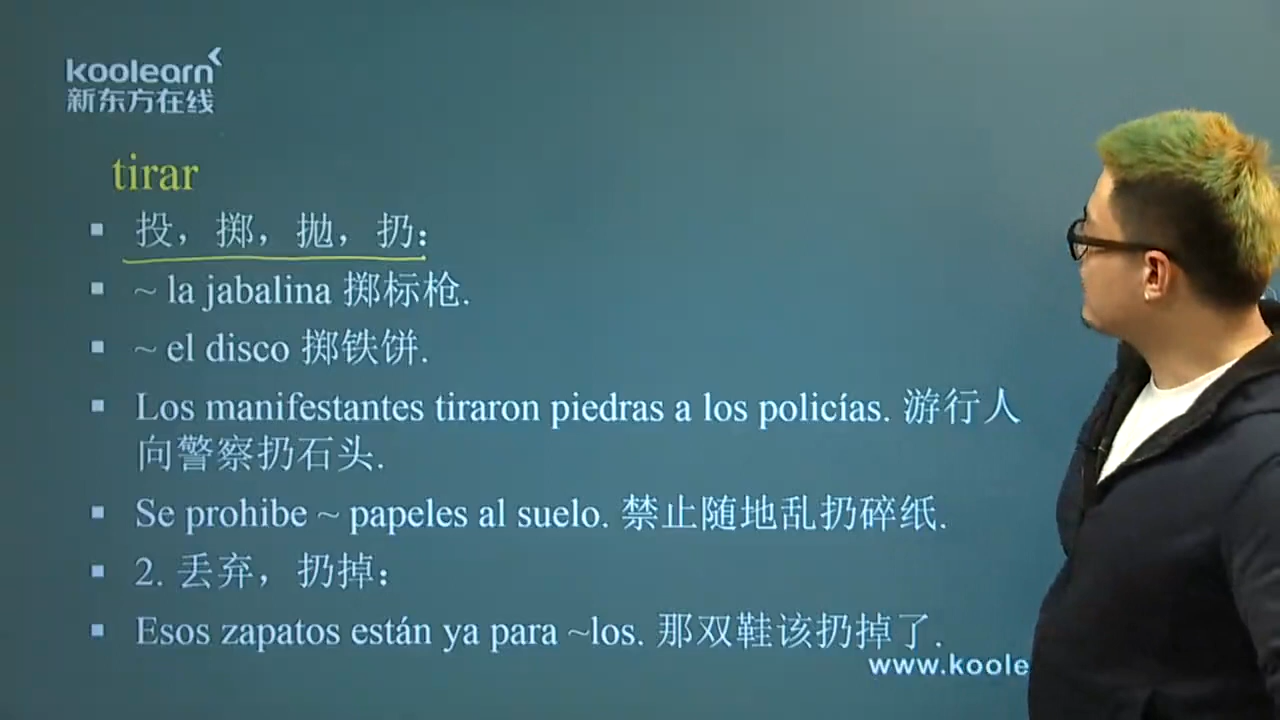 koolearn
新东方在线
tirar
▪ 投，掷，抛，扔：
▪ ~ la jabalina 掷标枪.
▪ ~ el disco 掷铁饼.
▪ Los manifestantes tiraron piedras a los policías. 游行人
向警察扔石头.
▪ Se prohibe ~ papeles al suelo. 禁止随地乱扔碎纸.
▪ 2. 丢弃，扔掉：
▪ Esos zapatos están ya para ~los. 那双鞋该扔掉了.
www.koole